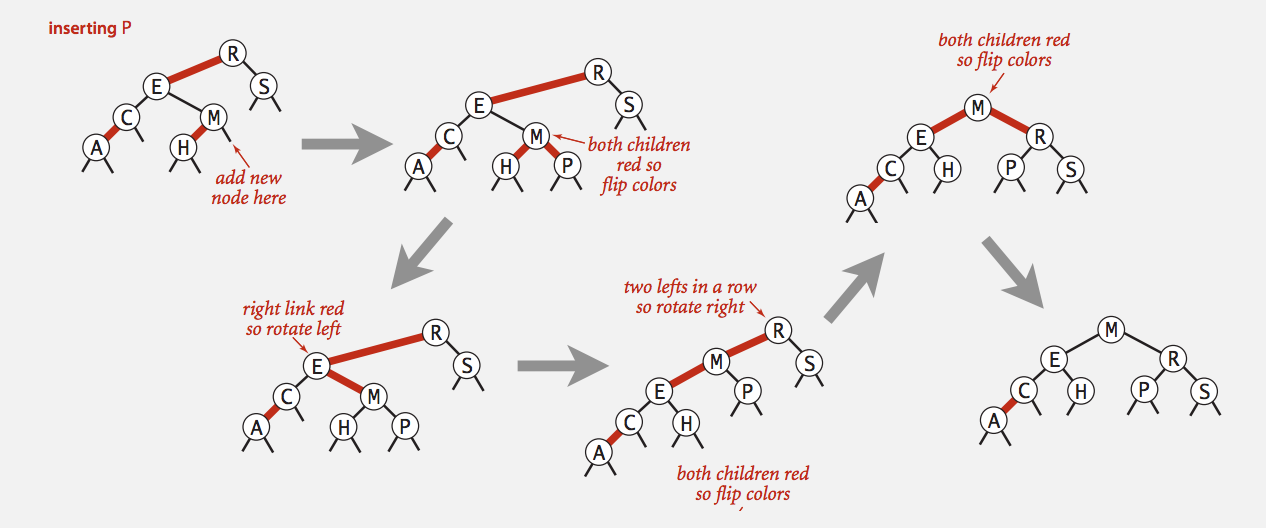 inserting P
R
E
S
C
M
A
H
add new
node here
R
E
S
C
M
A
H
P
both children
red so
flip colors
right link red
so rotate left
R
E
S
C
M
A
H
P
two lefts in a row
so rotate right
R
M
S
E
P
C
H
A
both children red
so flip colors
both children red
so flip colors
M
E
R
C
H
P
S
A
M
E
R
C
H
P
S
A